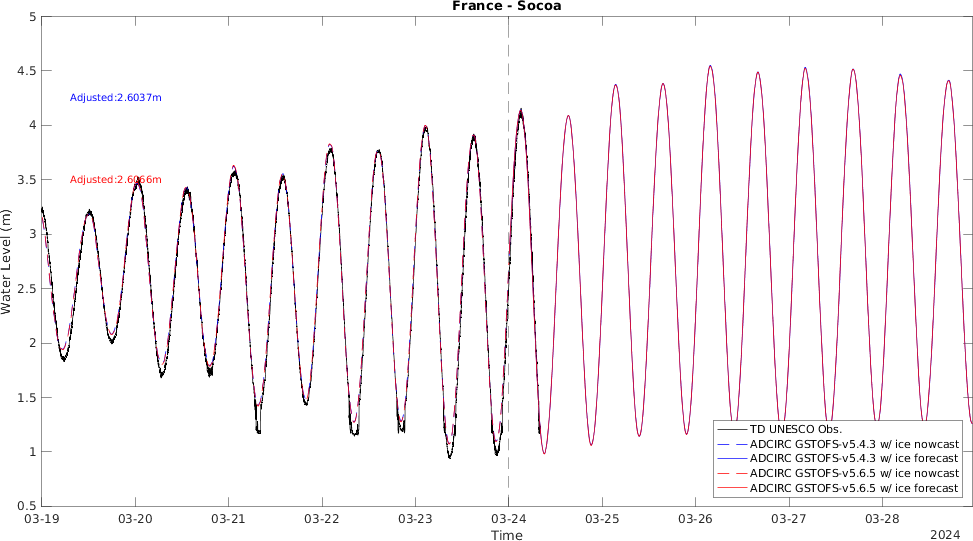 France - Socoa
5
4.5
4
3.5
3
2.5
2
1.5
1
0.5
Water Level (m)
Adjusted:2.6037m
Adjusted:2.6066m
TD UNESCO Obs.
ADCIRC GSTOFS-v5.4.3 w/ ice nowcast
ADCIRC GSTOFS-v5.4.3 w/ ice forecast
ADCIRC GSTOFS-v5.6.5 w/ ice nowcast
ADCIRC GSTOFS-v5.6.5 w/ ice forecast
03-19 03-20 03-21 03-22 03-23 03-24 03-25 03-26 03-27 03-28
Time
2024